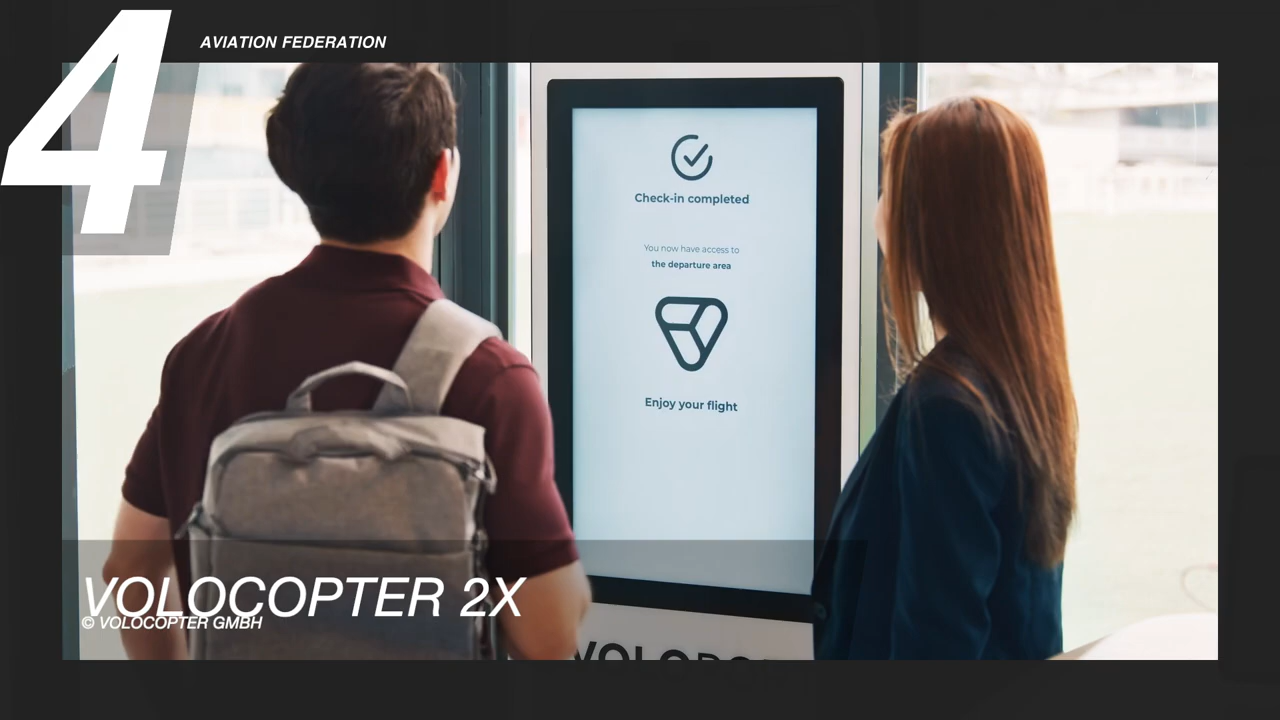 4
AVIATION FEDERATION
Check-in completed
You now have access to
the departure area
Enjoy your flight
VOLOCOPTER 2X
© VOLOCOPTER GMBH